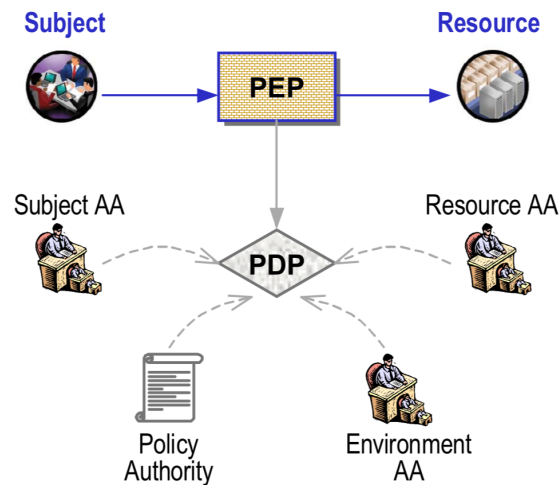 Subject
Resource
PEP
Subject AA
Resource AA
PDP
Policy
Authority
Environment
AA